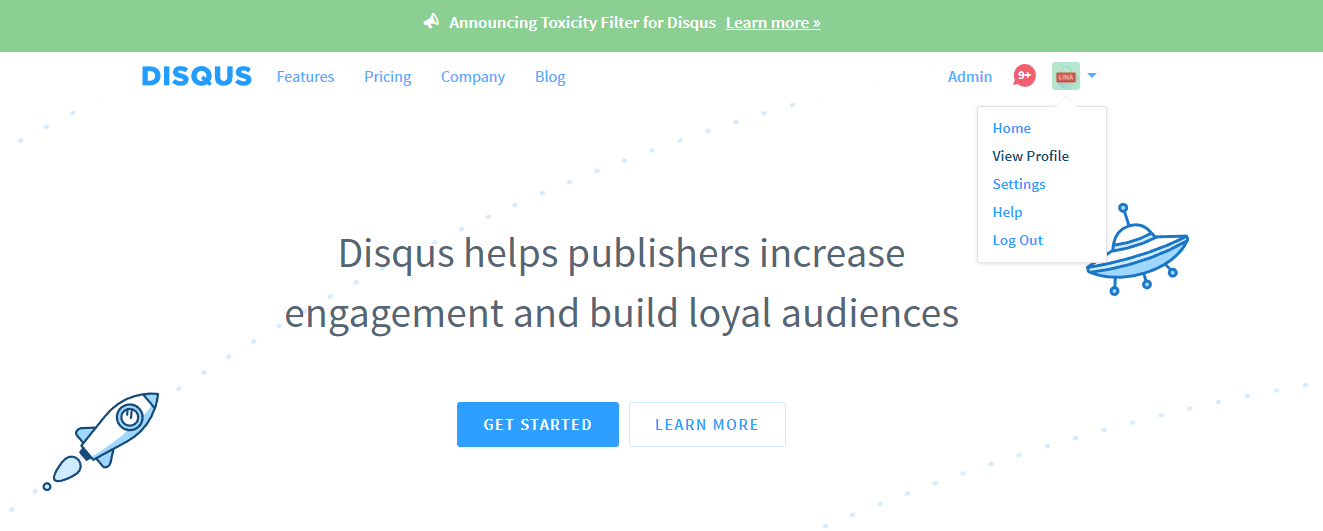 Announcing Toxicity Filter for Disqus Learn more »
DISQUS Features Pricing Company Blog Admin 9+ LINA
Home
View Profile
Settings
Help
Log Out
Disqus helps publishers increase
engagement and build loyal audiences
GET STARTED LEARN MORE